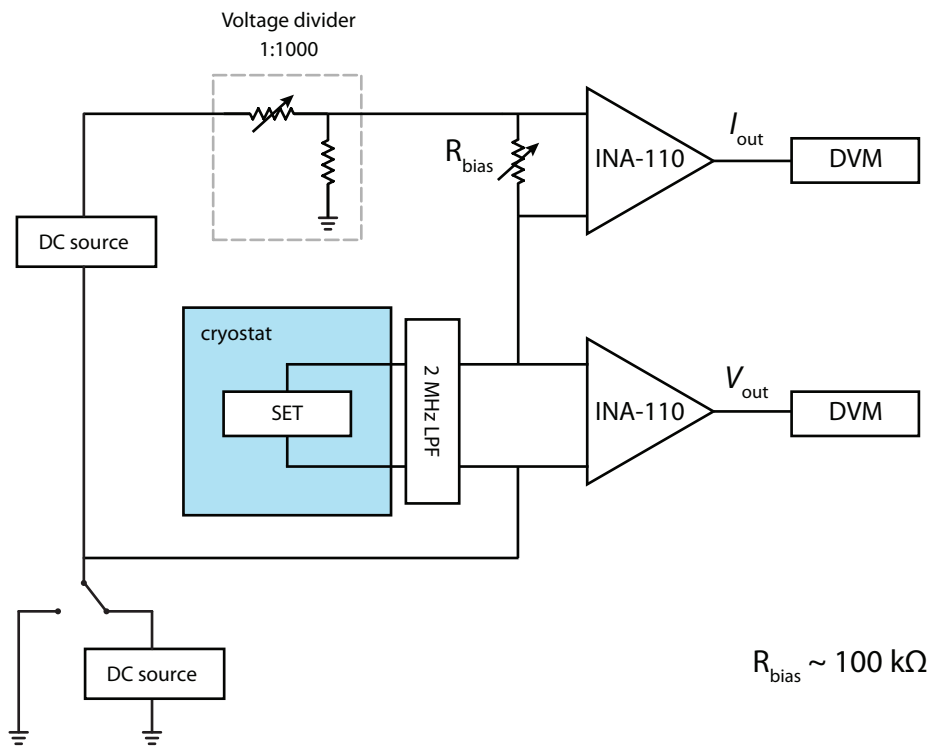 Voltage divider
1:1000
R_bias
INA-110
I_out
DVM
DC source
cryostat
SET
2 MHz LPF
INA-110
V_out
DVM
DC source
R_bias ~ 100 kΩ